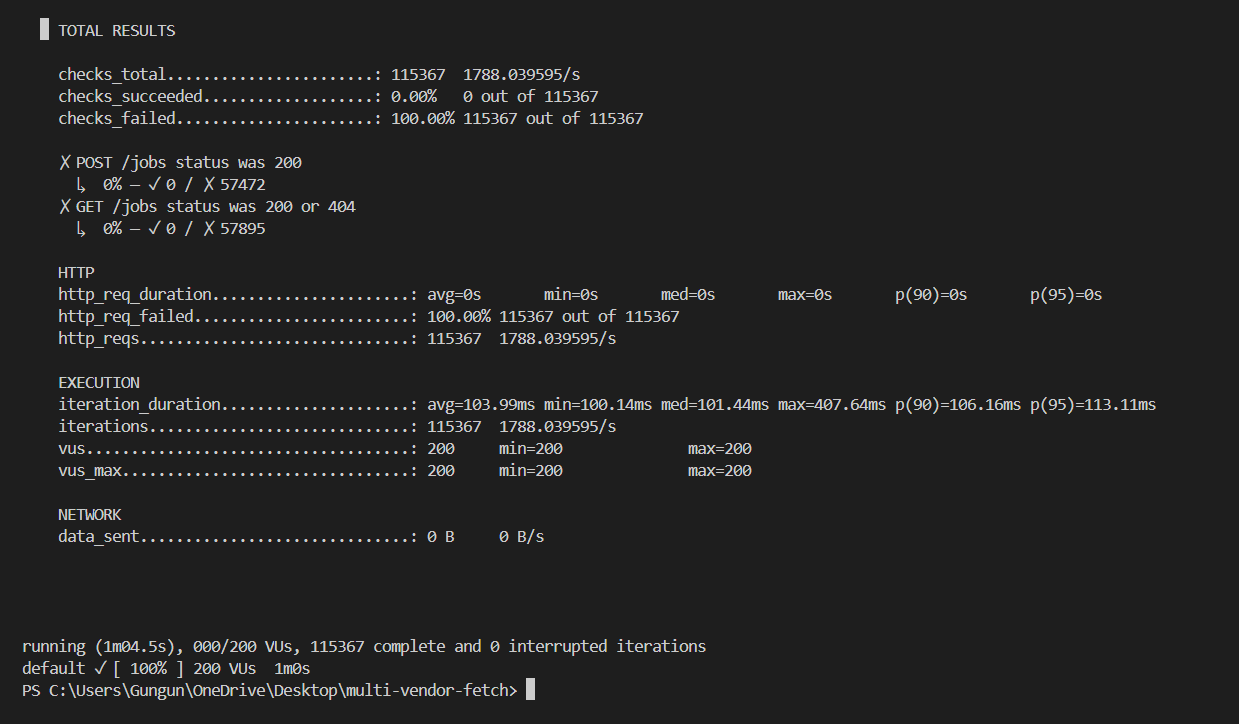 TOTAL RESULTS
checks_total.......................: 115367 1788.039595/s
checks_succeeded...................: 0.00% 0 out of 115367
checks_failed......................: 100.00% 115367 out of 115367
✗ POST /jobs status was 200
↳ 0% — ✓ 0 / ✗ 57472
✗ GET /jobs status was 200 or 404
↳ 0% — ✓ 0 / ✗ 57895
HTTP
http_req_duration......................: avg=0s min=0s med=0s max=0s p(90)=0s p(95)=0s
http_req_failed........................: 100.00% 115367 out of 115367
http_reqs..............................: 115367 1788.039595/s
EXECUTION
iteration_duration.....................: avg=103.99ms min=100.14ms med=101.44ms max=407.64ms p(90)=106.16ms p(95)=113.11ms
iterations.............................: 115367 1788.039595/s
vus....................................: 200 min=200 max=200
vus_max................................: 200 min=200 max=200
NETWORK
data_sent..............................: 0 B 0 B/s
running (1m04.5s), 000/200 VUs, 115367 complete and 0 interrupted iterations
default ✓ [ 100% ] 200 VUs 1m0s
PS C:\Users\Gungun\OneDrive\Desktop\multi-vendor-fetch>